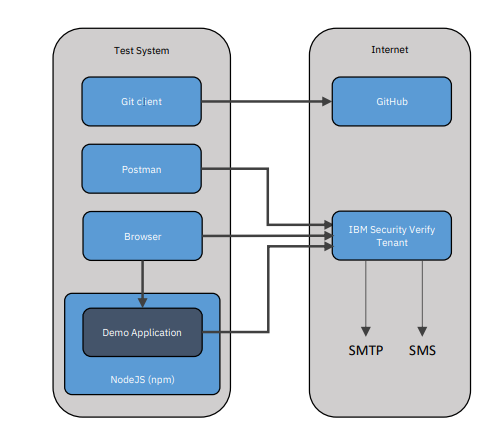 Test System
Git client
Postman
Browser
Demo Application
NodeJS (npm)
Internet
GitHub
IBM Security Verify
Tenant
SMTP
SMS